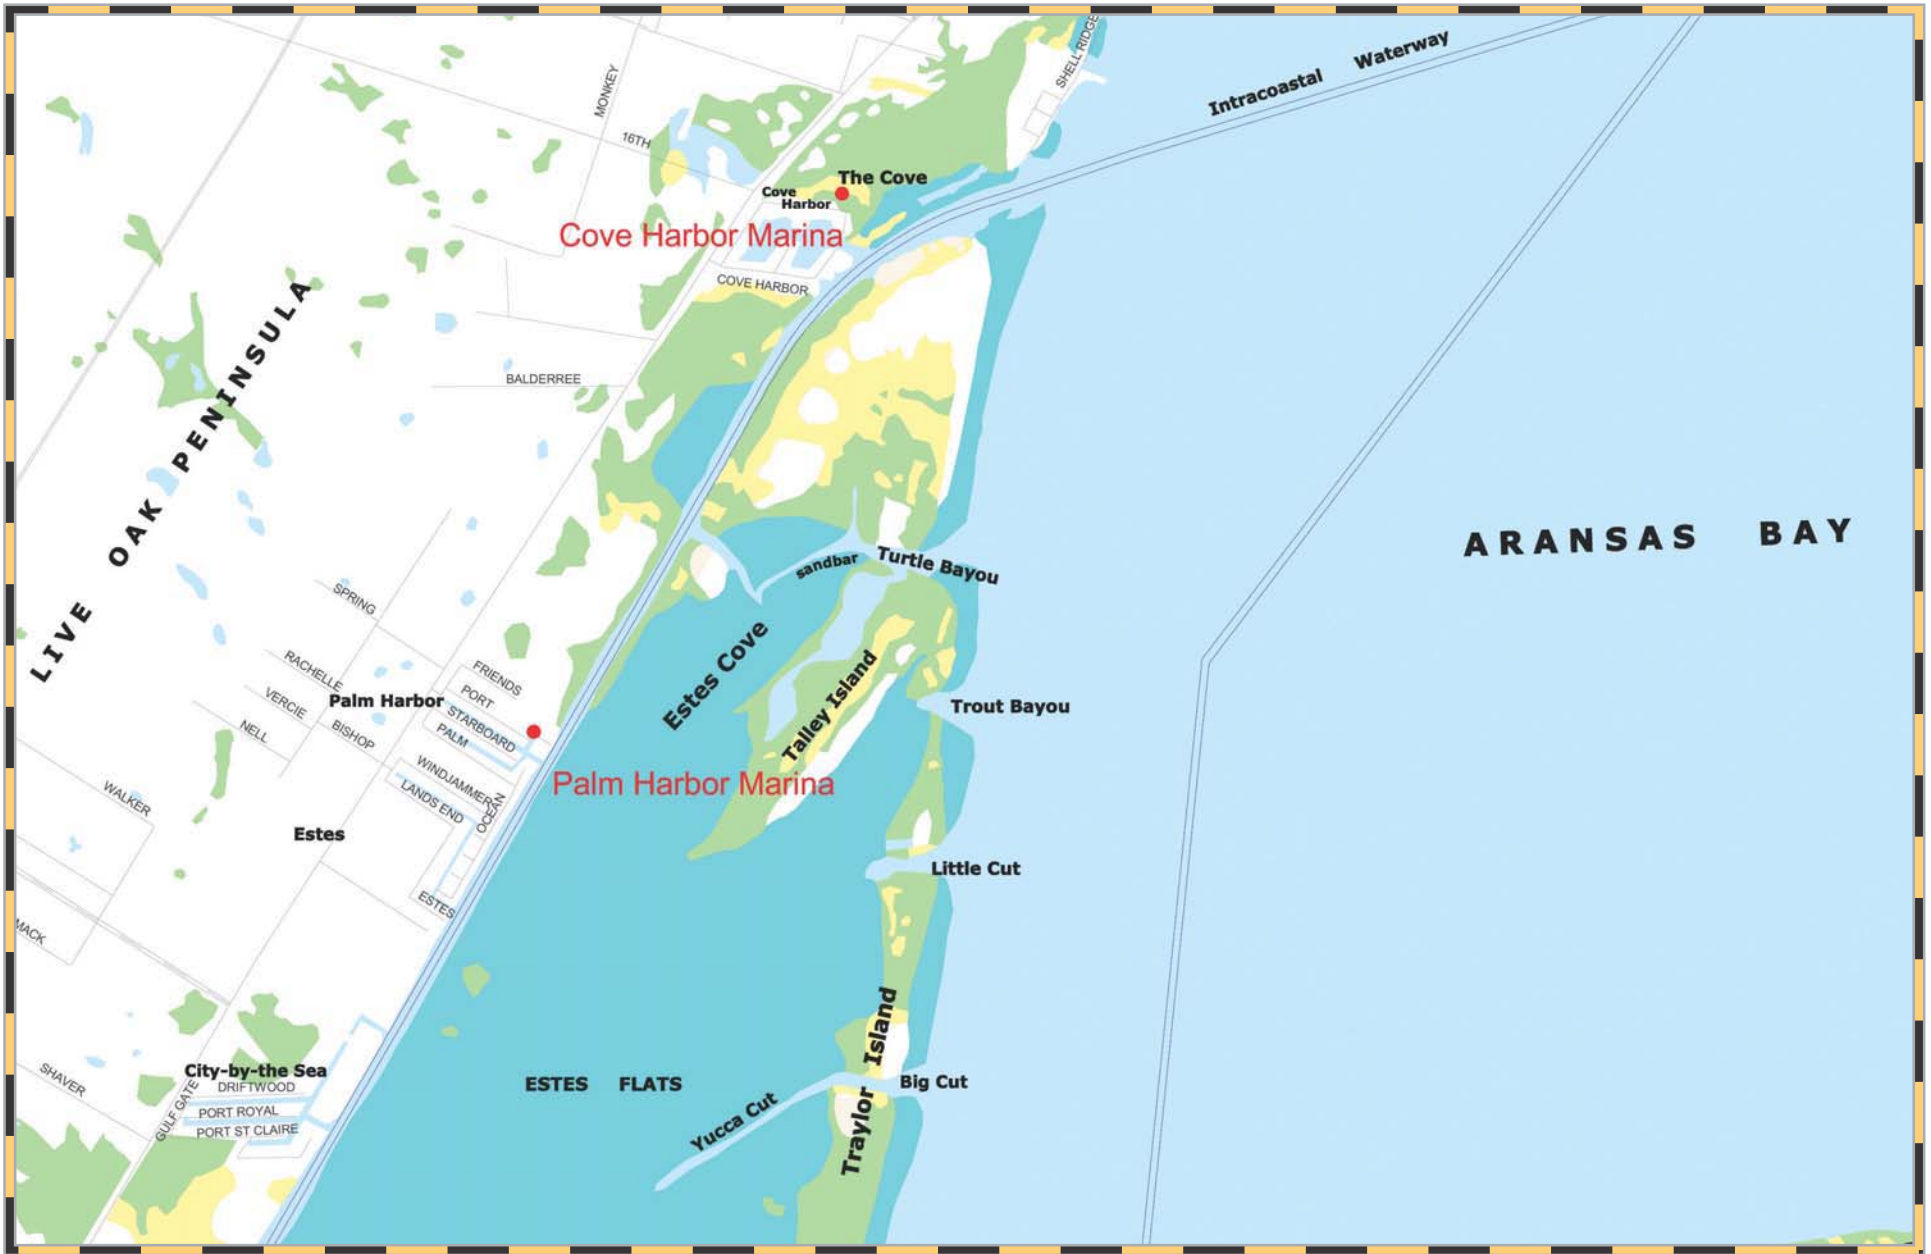 SHELL RIDGE
Intracoastal Waterway
MONKEY
16TH
The Cove
Cove
Harbor
Cove Harbor Marina
COVE HARBOR
LIVE OAK PENINSULA
BALDERREE
ARANSAS BAY
sandbar
Turtle Bayou
SPRING
Estes Cove
RACHELLE
FRIENDS
VERCIE
Palm Harbor
PORT
Talley Island
Trout Bayou
NELL
BISHOP
STARBOARD
PALM
WINDJAMMER
Palm Harbor Marina
WALKER
LANDS END
OCEAN
Estes
Little Cut
ESTES
MACK
Traylor Island
City-by-the Sea
SHAVER
DRIFTWOOD
ESTES FLATS
Big Cut
GULF GATE
PORT ROYAL
Yucca Cut
PORT ST CLAIRE